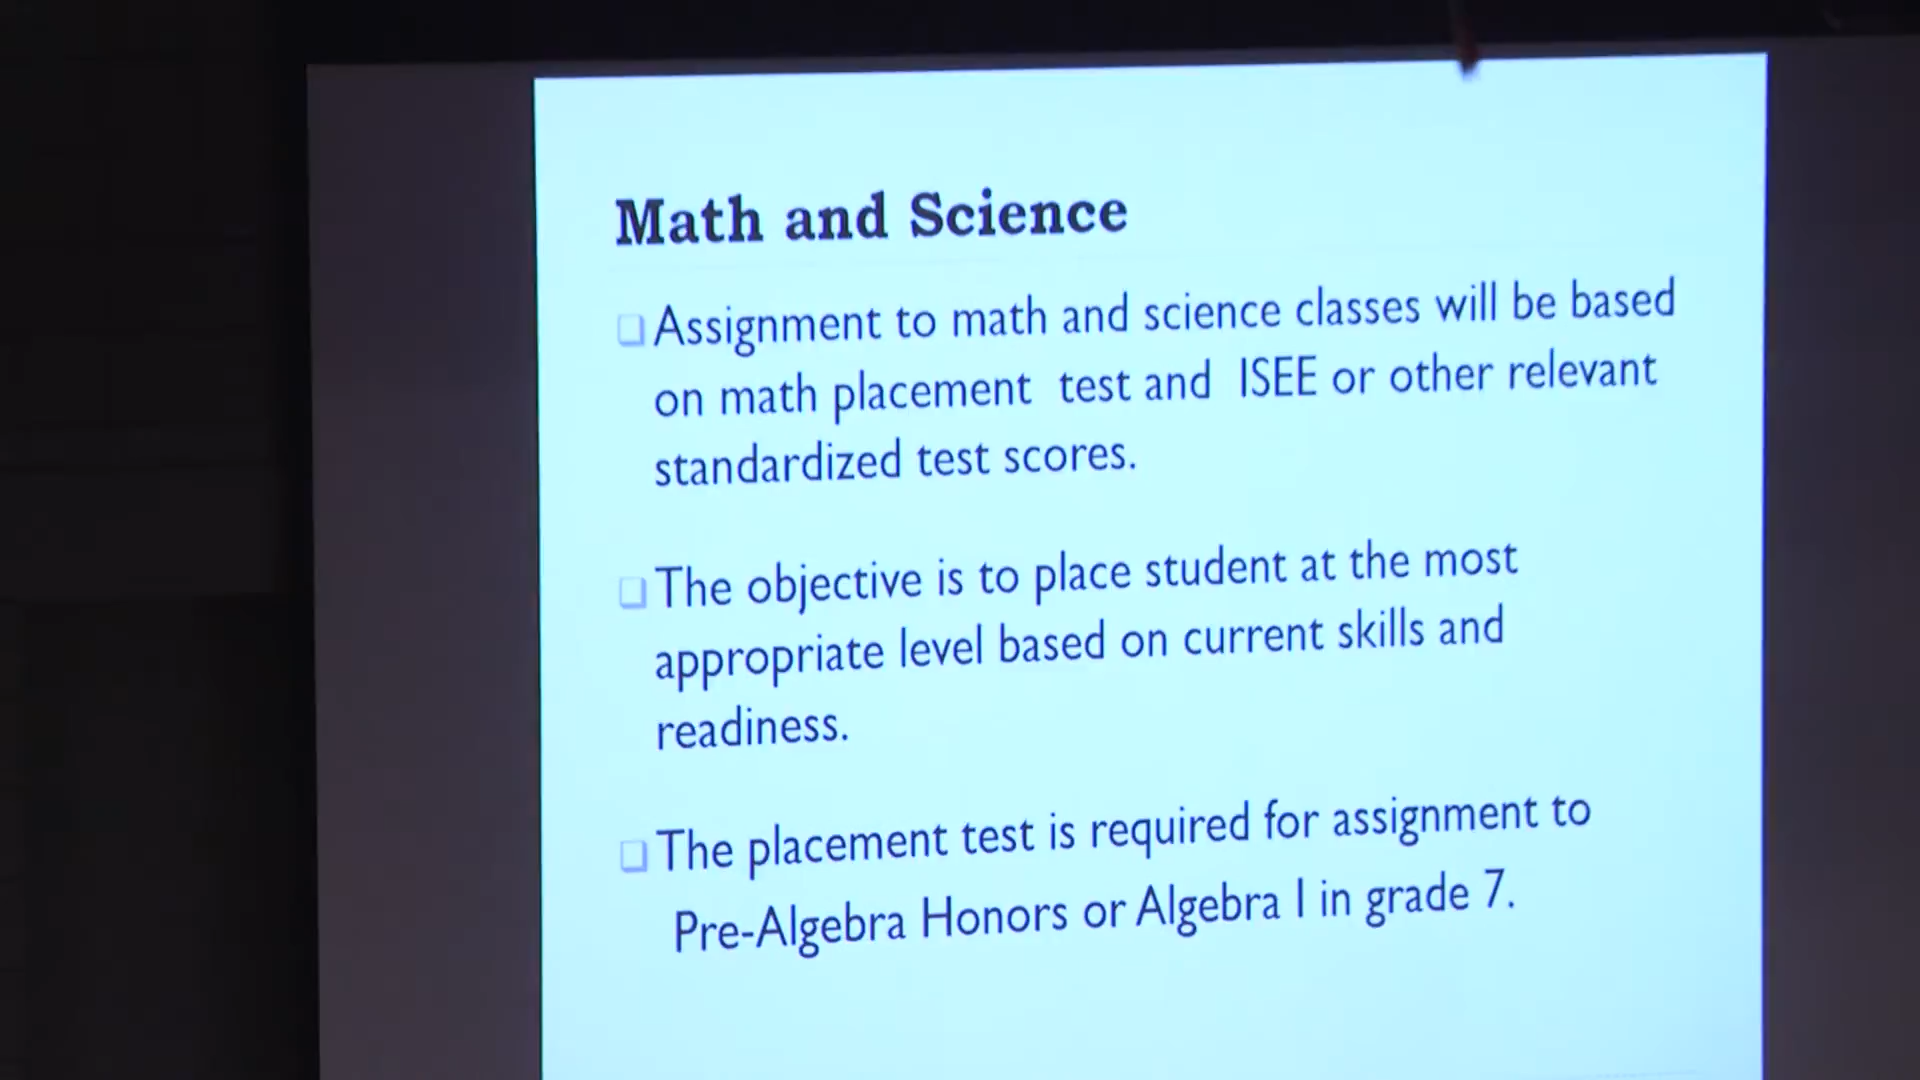 Math and Science
Assignment to math and science classes will be based
on math placement test and ISEE or other relevant
standardized test scores.
The objective is to place student at the most
appropriate level based on current skills and
readiness.
The placement test is required for assignment to
Pre-Algebra Honors or Algebra I in grade 7.